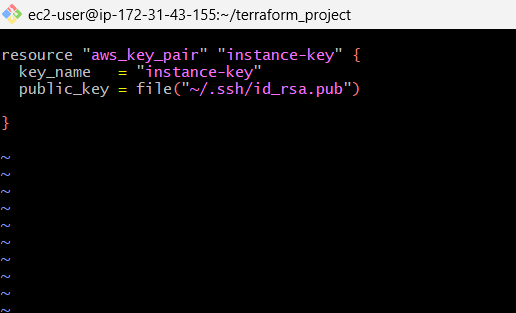 ec2-user@ip-172-31-43-155:~/terraform_project
resource "aws_key_pair" "instance-key" {
  key_name   = "instance-key"
  public_key = file("~/.ssh/id_rsa.pub")
}
~
~
~
~
~
~
~
~
~
~